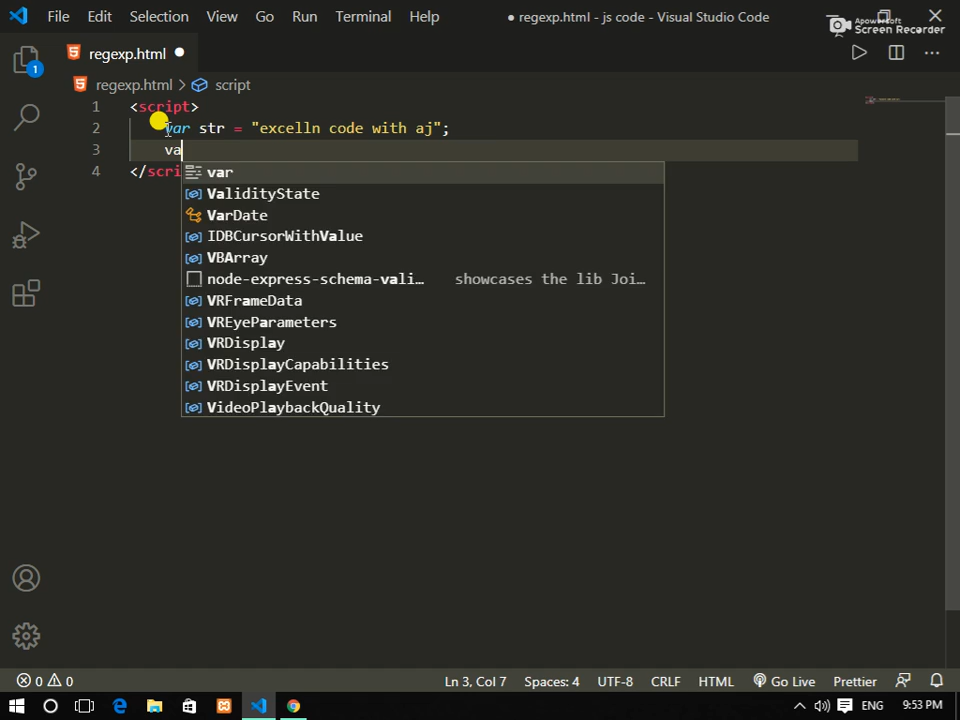 File Edit Selection View Go Run Terminal Help ● regexp.html - js code - Visual Studio Code
Apowersoft
Screen Recorder
regexp.html ●
regexp.html > script
1 <script>
2 var str = "excelln code with aj";
3 va
4 </scri
var
ValidityState
VarDate
IDBCursorWithValue
VBArray
node-express-schema-vali… showcases the lib Joi…
VRFrameData
VREyeParameters
VRDisplay
VRDisplayCapabilities
VRDisplayEvent
VideoPlaybackQuality
1
0 0 Ln 3, Col 7 Spaces: 4 UTF-8 CRLF HTML Go Live Prettier
ENG 9:53 PM